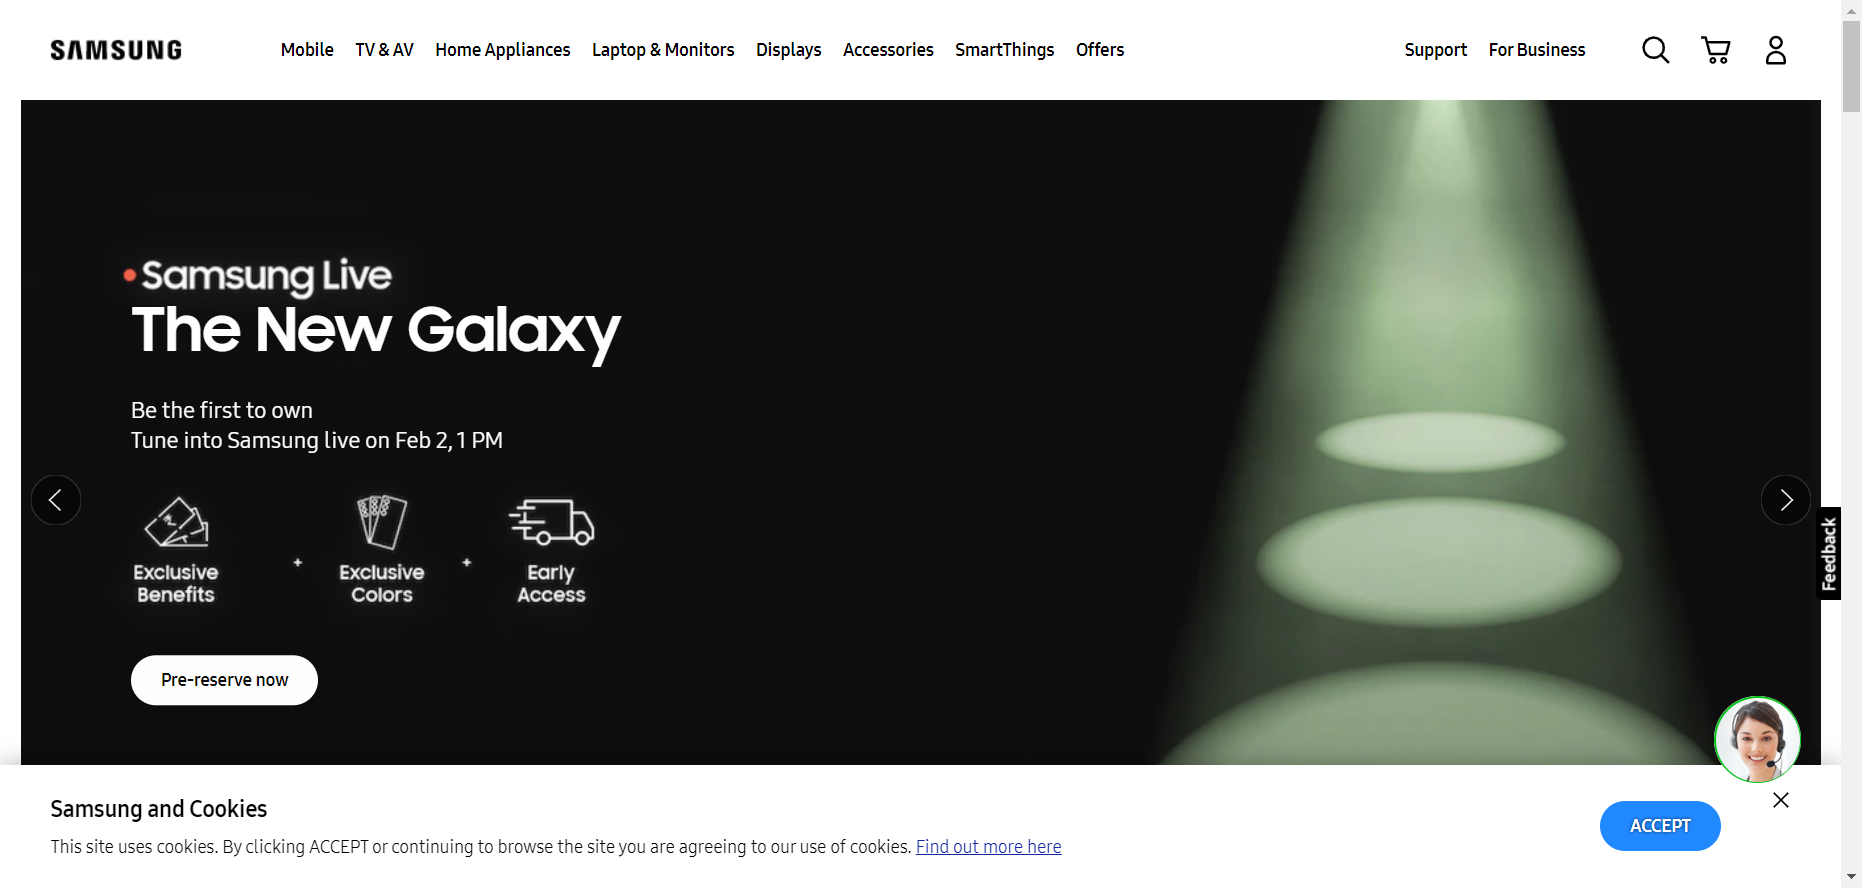 SAMSUNG
Mobile TV & AV Home Appliances Laptop & Monitors Displays Accessories SmartThings Offers Support For Business
Samsung Live
The New Galaxy
Be the first to own
Tune into Samsung live on Feb 2, 1 PM
Exclusive Benefits + Exclusive Colors + Early Access
Pre-reserve now
Feedback
Samsung and Cookies
This site uses cookies. By clicking ACCEPT or continuing to browse the site you are agreeing to our use of cookies. Find out more here
ACCEPT